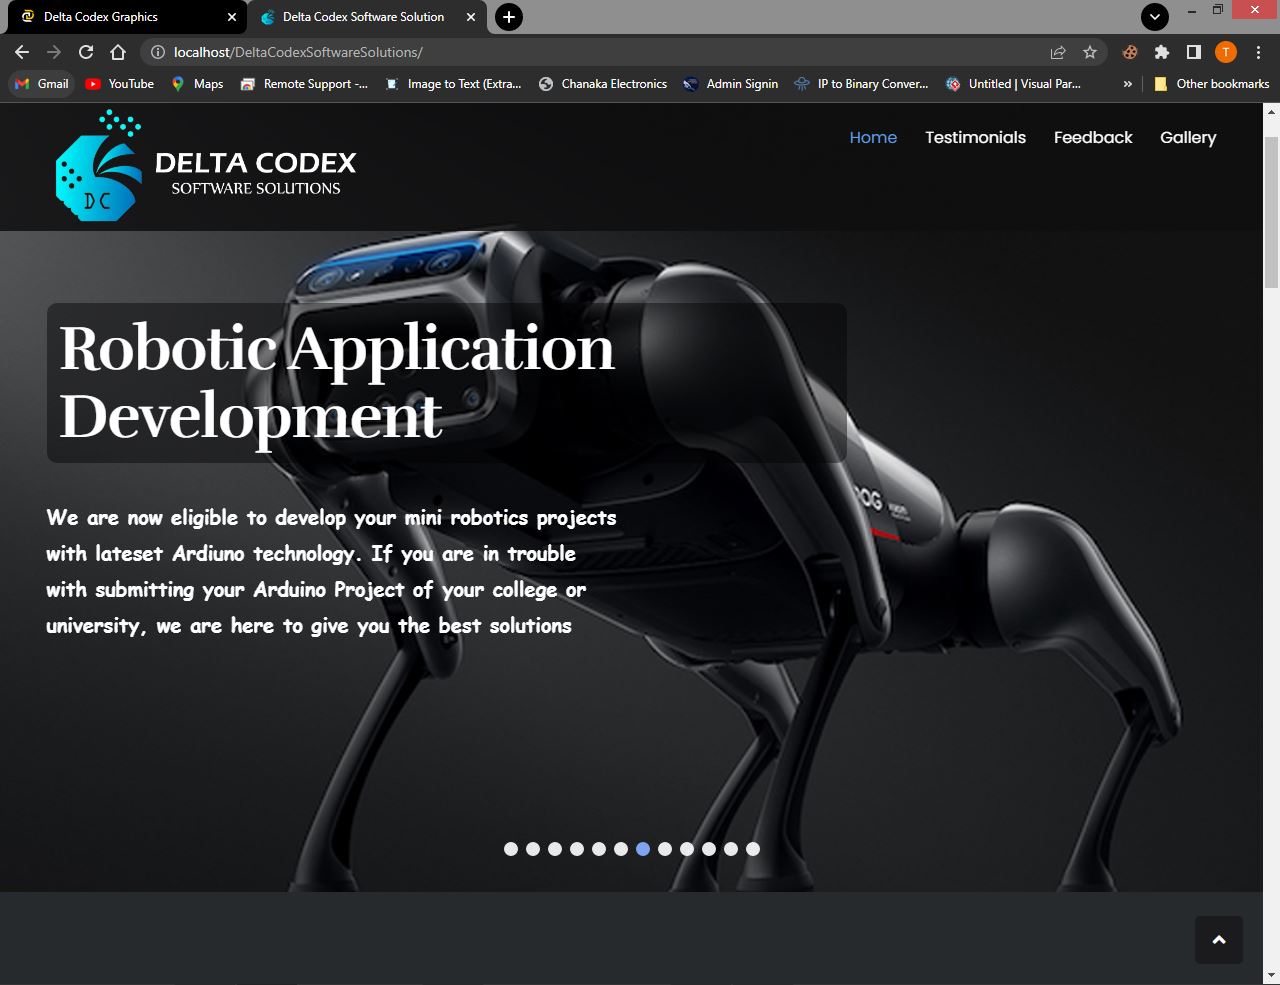 Delta Codex Graphics
Delta Codex Software Solution
localhost/DeltaCodexSoftwareSolutions/
T
Gmail
YouTube
Maps
Remote Support -...
Image to Text (Extra...
Chanaka Electronics
Admin Signin
IP to Binary Conver...
Untitled | Visual Par...
»
Other bookmarks
DC
DELTA CODEX
SOFTWARE SOLUTIONS
Home
Testimonials
Feedback
Gallery
Robotic Application
Development
We are now eligible to develop your mini robotics projects
with lateset Ardiuno technology. If you are in trouble
with submitting your Arduino Project of your college or
university, we are here to give you the best solutions